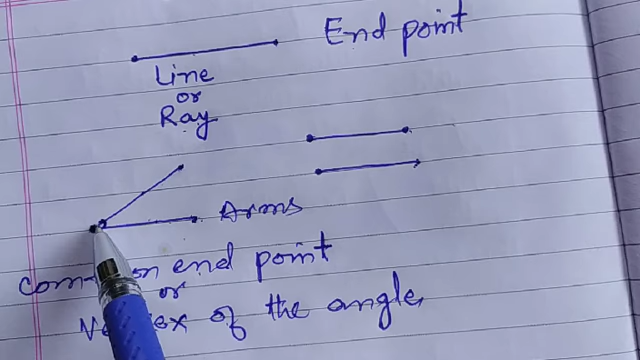 End point
Line
or
Ray
Arms
end point
or
of the angle